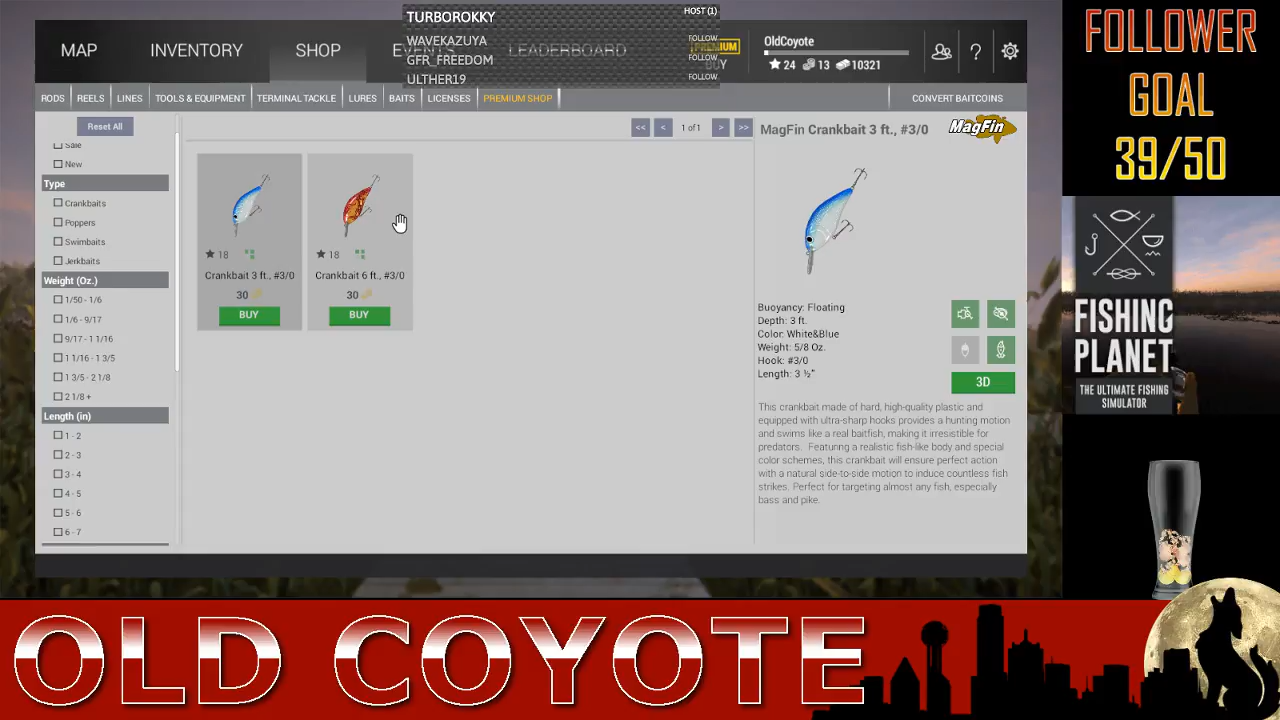 TURBOROKKY
HOST (1)
WAVEKAZUYA
FOLLOW
GFR_FREEDOM
FOLLOW
ULTHER19
FOLLOW
MAP
INVENTORY
SHOP
LEADERBOARD
PREMIUM
OldCoyote
24
13
10321
RODS
REELS
LINES
TOOLS & EQUIPMENT
TERMINAL TACKLE
LURES
BAITS
LICENSES
PREMIUM SHOP
CONVERT BAITCOINS
Reset All
Sale
New
Type
Crankbaits
Poppers
Swimbaits
Jerkbaits
Weight (Oz.)
1/50 - 1/6
1/6 - 9/17
9/17 - 1 1/16
1 1/16 - 1 3/5
1 3/5 - 2 1/8
2 1/8 +
Length (in)
1 - 2
2 - 3
3 - 4
4 - 5
5 - 6
6 - 7
<<
<
1 of 1
>
>>
18
Crankbait 3 ft., #3/0
30
BUY
18
Crankbait 6 ft., #3/0
30
BUY
MagFin Crankbait 3 ft., #3/0
MagFin
Buoyancy: Floating
Depth: 3 ft.
Color: White&Blue
Weight: 5/8 Oz.
Hook: #3/0
Length: 3 ½"
3D
This crankbait made of hard, high-quality plastic and
equipped with ultra-sharp hooks provides a hunting motion
and swims like a real baitfish, making it irresistible for
predators. Featuring a realistic fish-like body and special
color schemes, this crankbait will ensure perfect action
with a natural side-to-side motion to induce countless fish
strikes. Perfect for targeting almost any fish, especially
bass and pike.
FOLLOWER
GOAL
39/50
FISHING
PLANET
THE ULTIMATE FISHING
SIMULATOR
OLD COYOTE